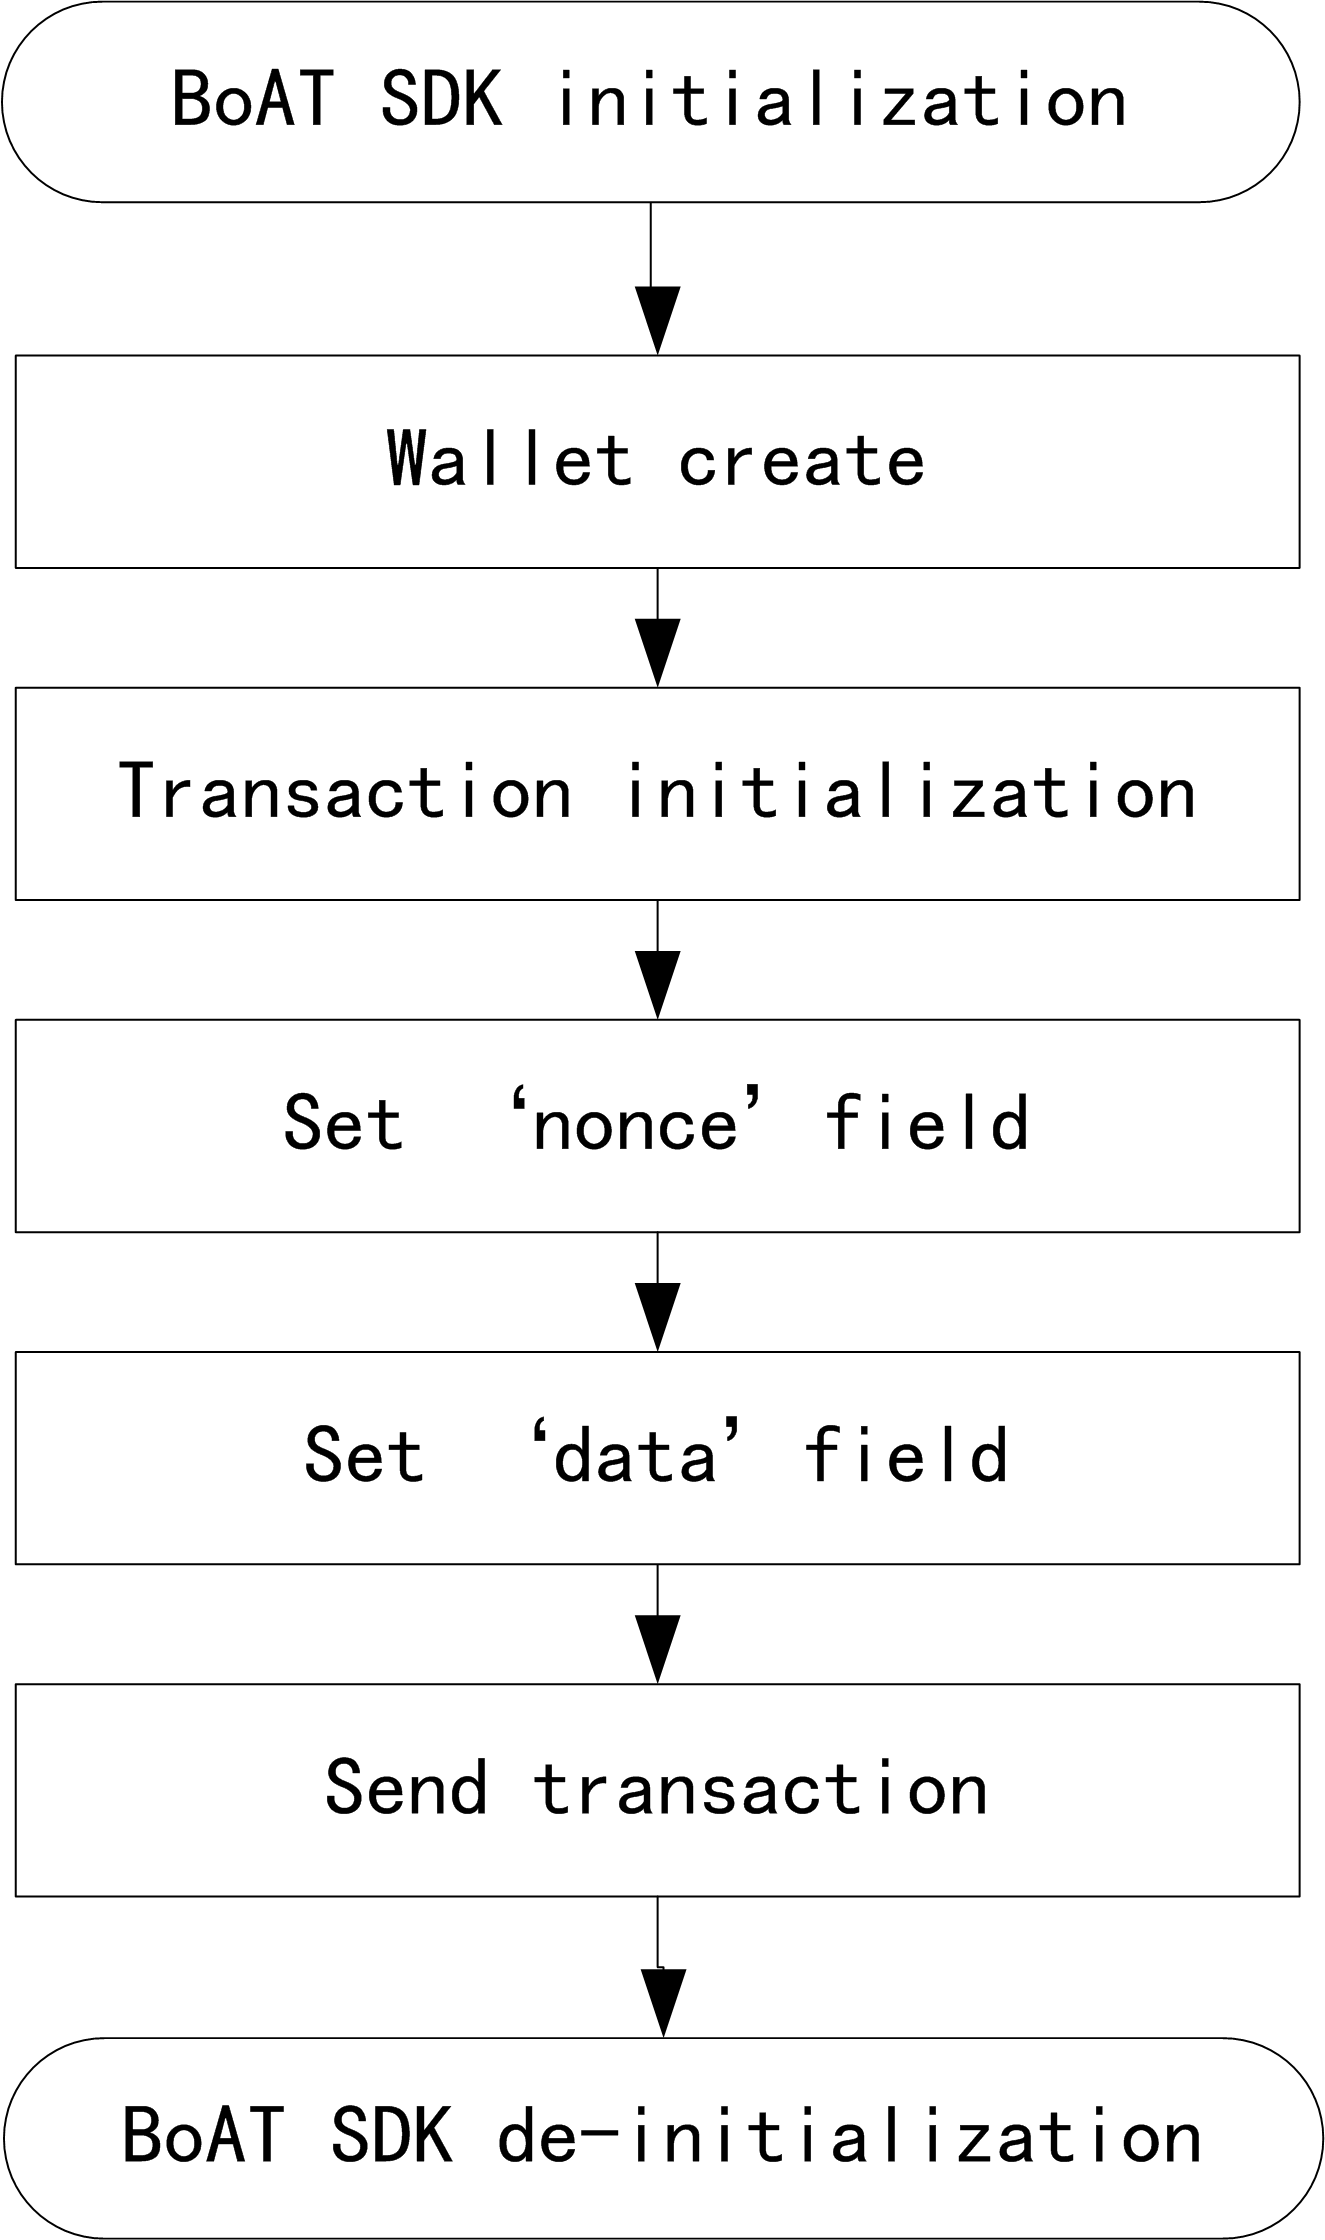 BoAT SDK initialization
Wallet create
Transaction initialization
Set ‘nonce’ field
Set ‘data’ field
Send transaction
BoAT SDK de-initialization